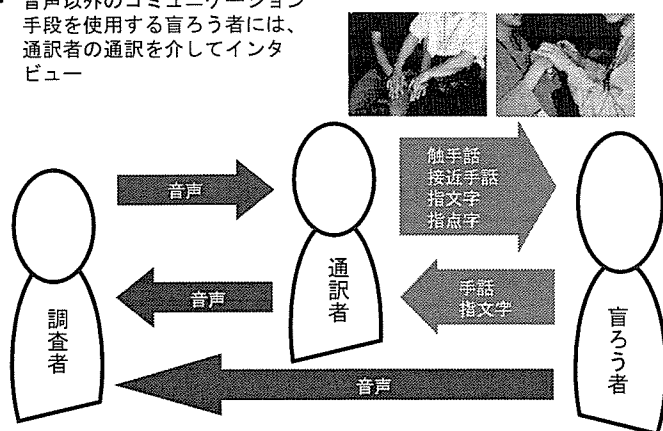 ・ 音声以外のコミュニケーション
手段を使用する盲ろう者には、
通訳者の通訳を介してインタ
ビュー
音声
触手話
接近手話
指文字
指点字
音声
手話
指文字
音声
調査者
通訳者
盲ろう者